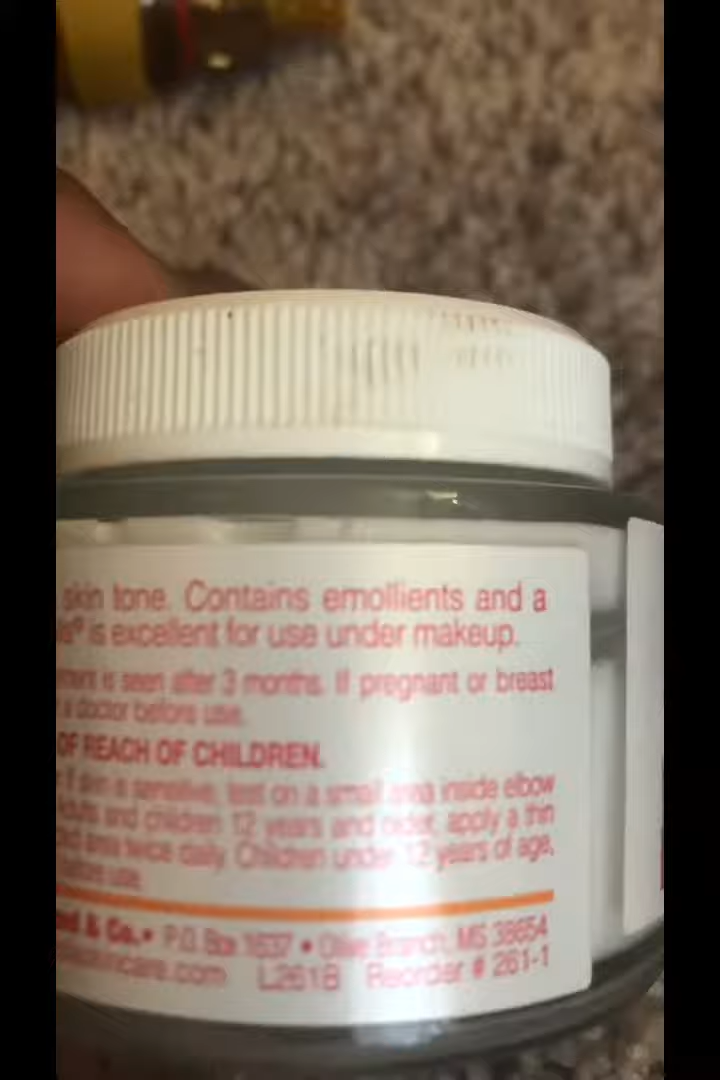 skin tone. Contains emollients and a
is excellent for use under makeup.
is seen after 3 months. If pregnant or breast
a doctor before use.
OF REACH OF CHILDREN.
If skin is sensitive, test on a small area inside elbow
Adults and children 12 years and older, apply a thin
area twice daily. Children under 12 years of age,
before use.
& Co.• P.O. Box 1637 • Olive Branch, MS 38654
skincare.com L261B Reorder # 261-1